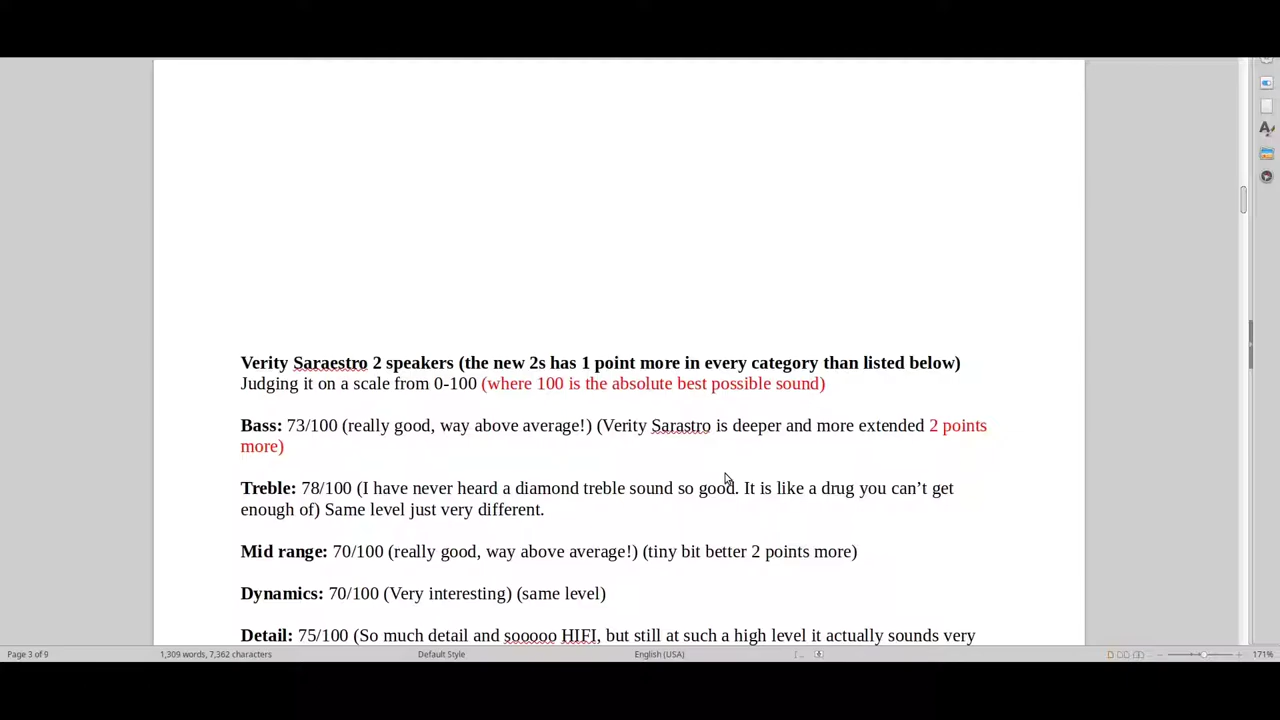 Verity Saraestro 2 speakers (the new 2s has 1 point more in every category than listed below)
Judging it on a scale from 0-100 (where 100 is the absolute best possible sound)
Bass: 73/100 (really good, way above average!) (Verity Sarastro is deeper and more extended 2 points
more)
Treble: 78/100 (I have never heard a diamond treble sound so good. It is like a drug you can’t get
enough of) Same level just very different.
Mid range: 70/100 (really good, way above average!) (tiny bit better 2 points more)
Dynamics: 70/100 (Very interesting) (same level)
Detail: 75/100 (So much detail and sooooo HIFI, but still at such a high level it actually sounds very
Page 3 of 9 1,309 words, 7,362 characters Default Style English (USA) 171%